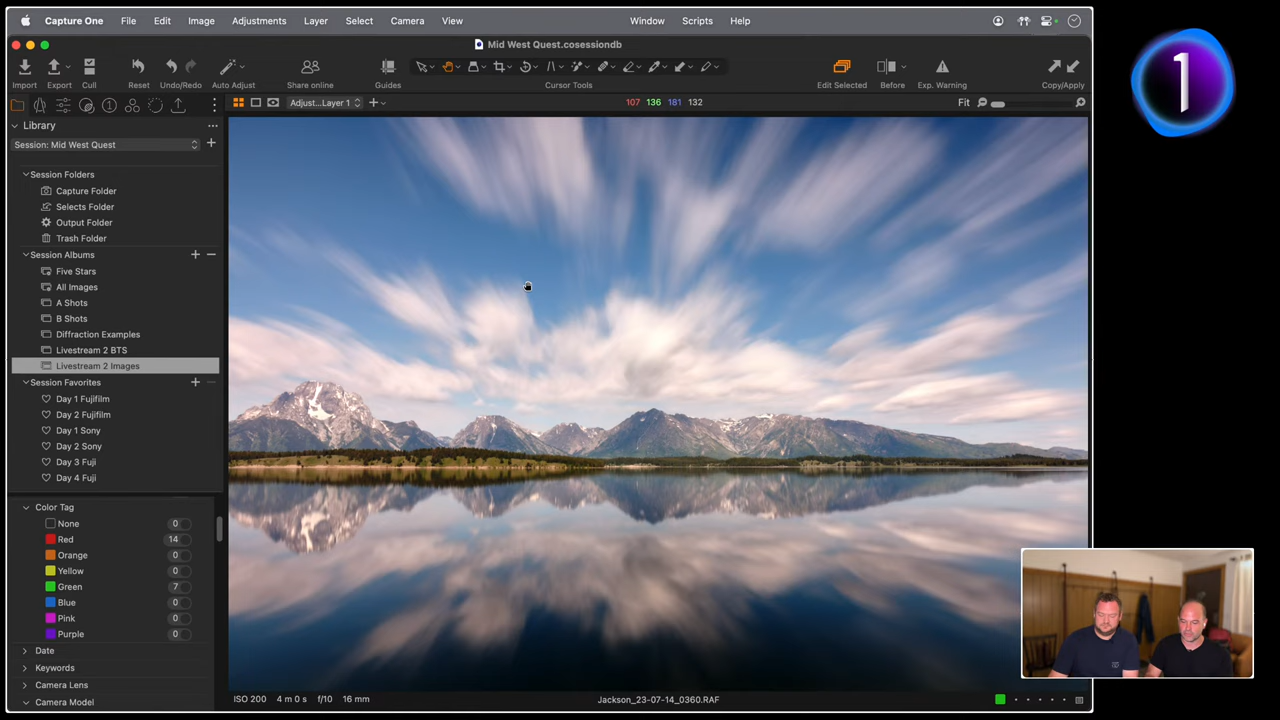 Capture One File Edit Image Adjustments Layer Select Camera View Window Scripts Help
Mid West Quest.cosessiondb
Import Export Cull Reset Undo/Redo Auto Adjust Share online Guides Cursor Tools Edit Selected Before Exp. Warning Copy/Apply
Adjust...Layer 1 107 136 181 132 Fit
Library
Session: Mid West Quest
Session Folders
Capture Folder
Selects Folder
Output Folder
Trash Folder
Session Albums
Five Stars
All Images
A Shots
B Shots
Diffraction Examples
Livestream 2 BTS
Livestream 2 Images
Session Favorites
Day 1 Fujifilm
Day 2 Fujifilm
Day 1 Sony
Day 2 Sony
Day 3 Fuji
Day 4 Fuji
Color Tag
None 0
Red 14
Orange 0
Yellow 0
Green 7
Blue 0
Pink 0
Purple 0
Date
Keywords
Camera Lens
Camera Model
ISO 200 4 m 0 s f/10 16 mm Jackson_23-07-14_0360.RAF
1